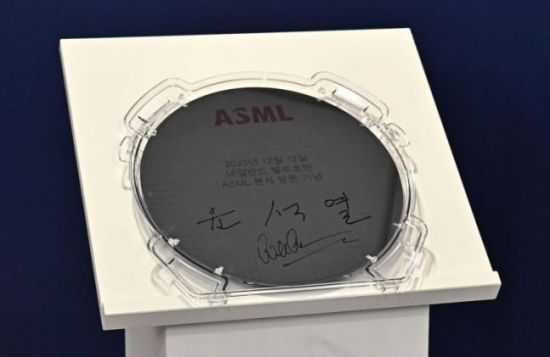 ASML
2023년 12월 12일
네덜란드 벨트호벤
ASML 본사 방문 기념
윤 석 열